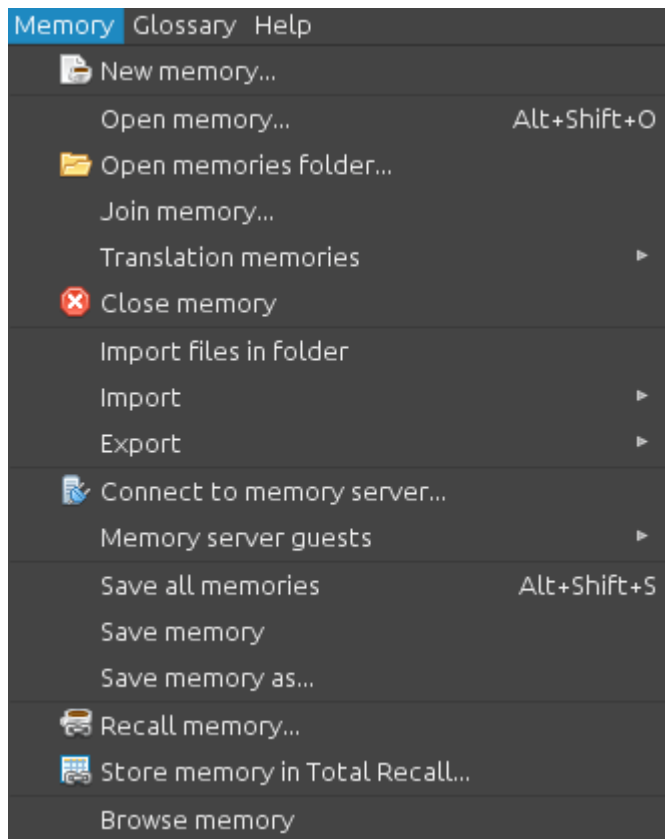 Memory Glossary Help
New memory...
Open memory... Alt+Shift+O
Open memories folder...
Join memory...
Translation memories
Close memory
Import files in folder
Import
Export
Connect to memory server...
Memory server guests
Save all memories Alt+Shift+S
Save memory
Save memory as...
Recall memory...
Store memory in Total Recall...
Browse memory